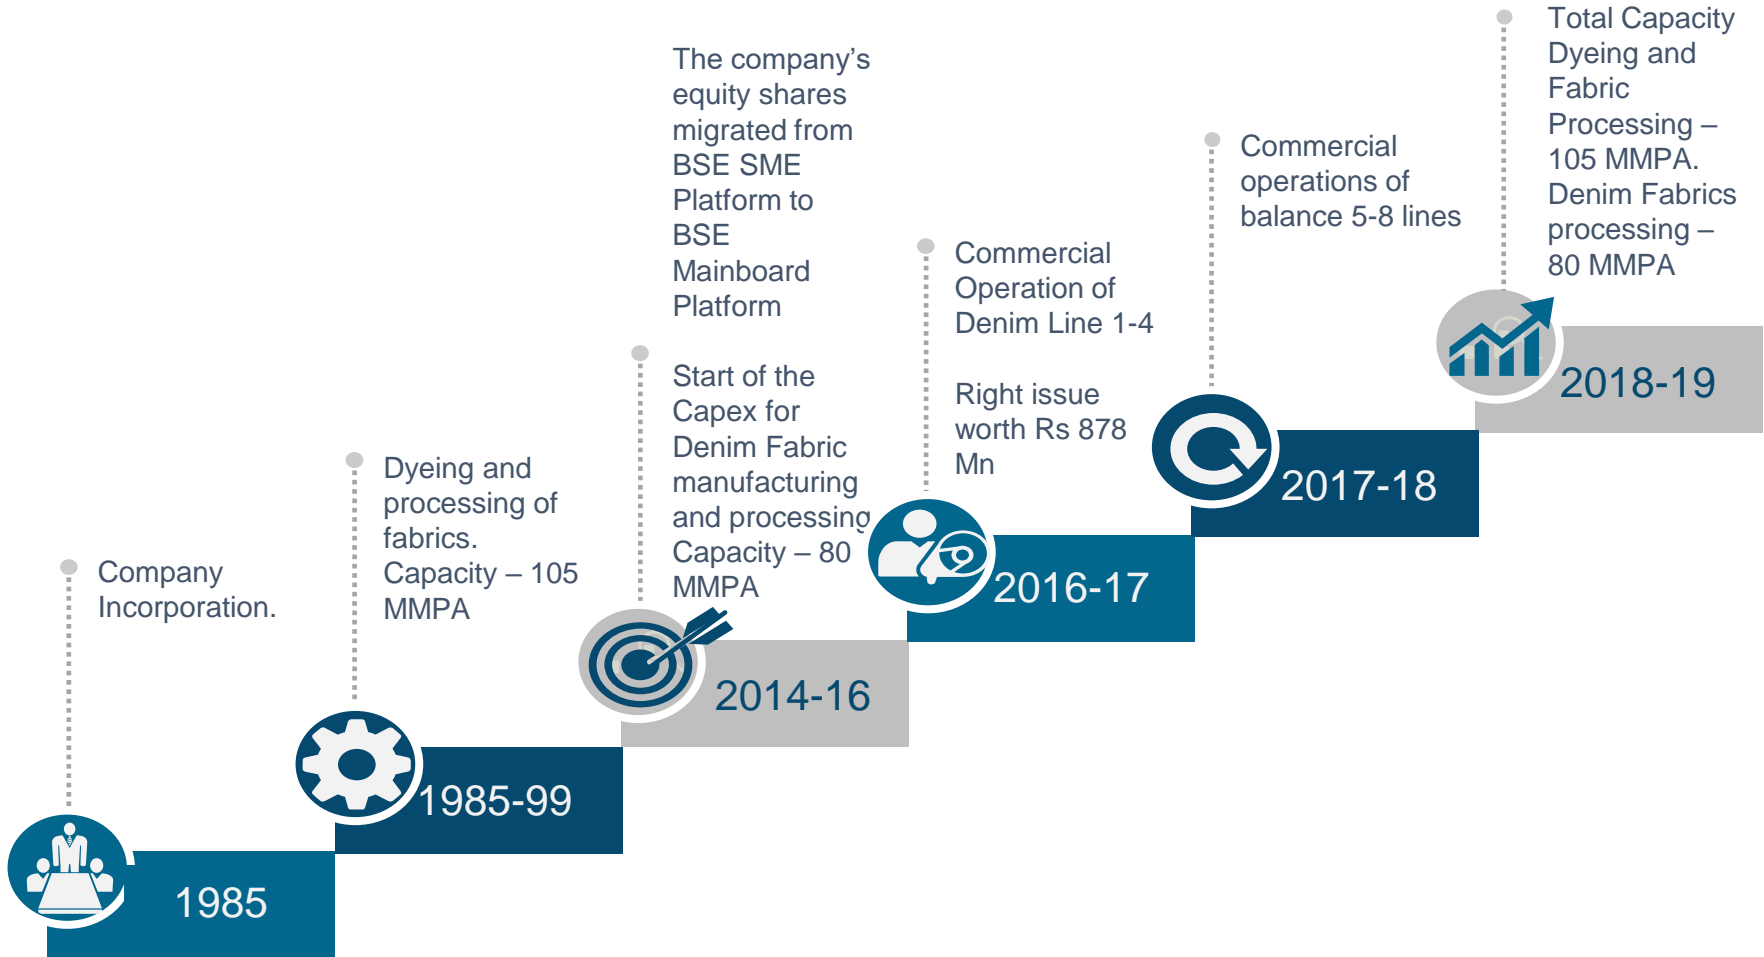 Company
Incorporation.
1985
Dyeing and
processing of
fabrics.
Capacity – 105
MMPA
1985-99
The company’s
equity shares
migrated from
BSE SME
Platform to
BSE
Mainboard
Platform
Start of the
Capex for
Denim Fabric
manufacturing
and processing
Capacity – 80
MMPA
2014-16
Commercial
Operation of
Denim Line 1-4
Right issue
worth Rs 878
Mn
2016-17
Commercial
operations of
balance 5-8 lines
2017-18
Total Capacity
Dyeing and
Fabric
Processing –
105 MMPA.
Denim Fabrics
processing –
80 MMPA
2018-19